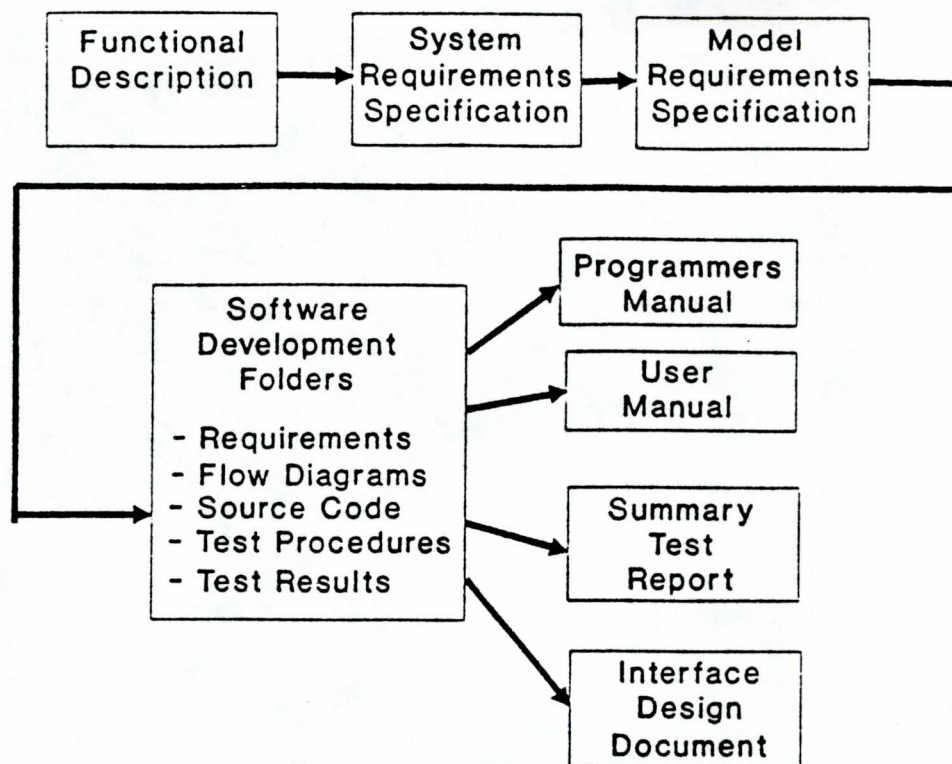 Functional
Description
System
Requirements
Specification
Model
Requirements
Specification
Software
Development
Folders
- Requirements
- Flow Diagrams
- Source Code
- Test Procedures
- Test Results
Programmers
Manual
User
Manual
Summary
Test
Report
Interface
Design
Document